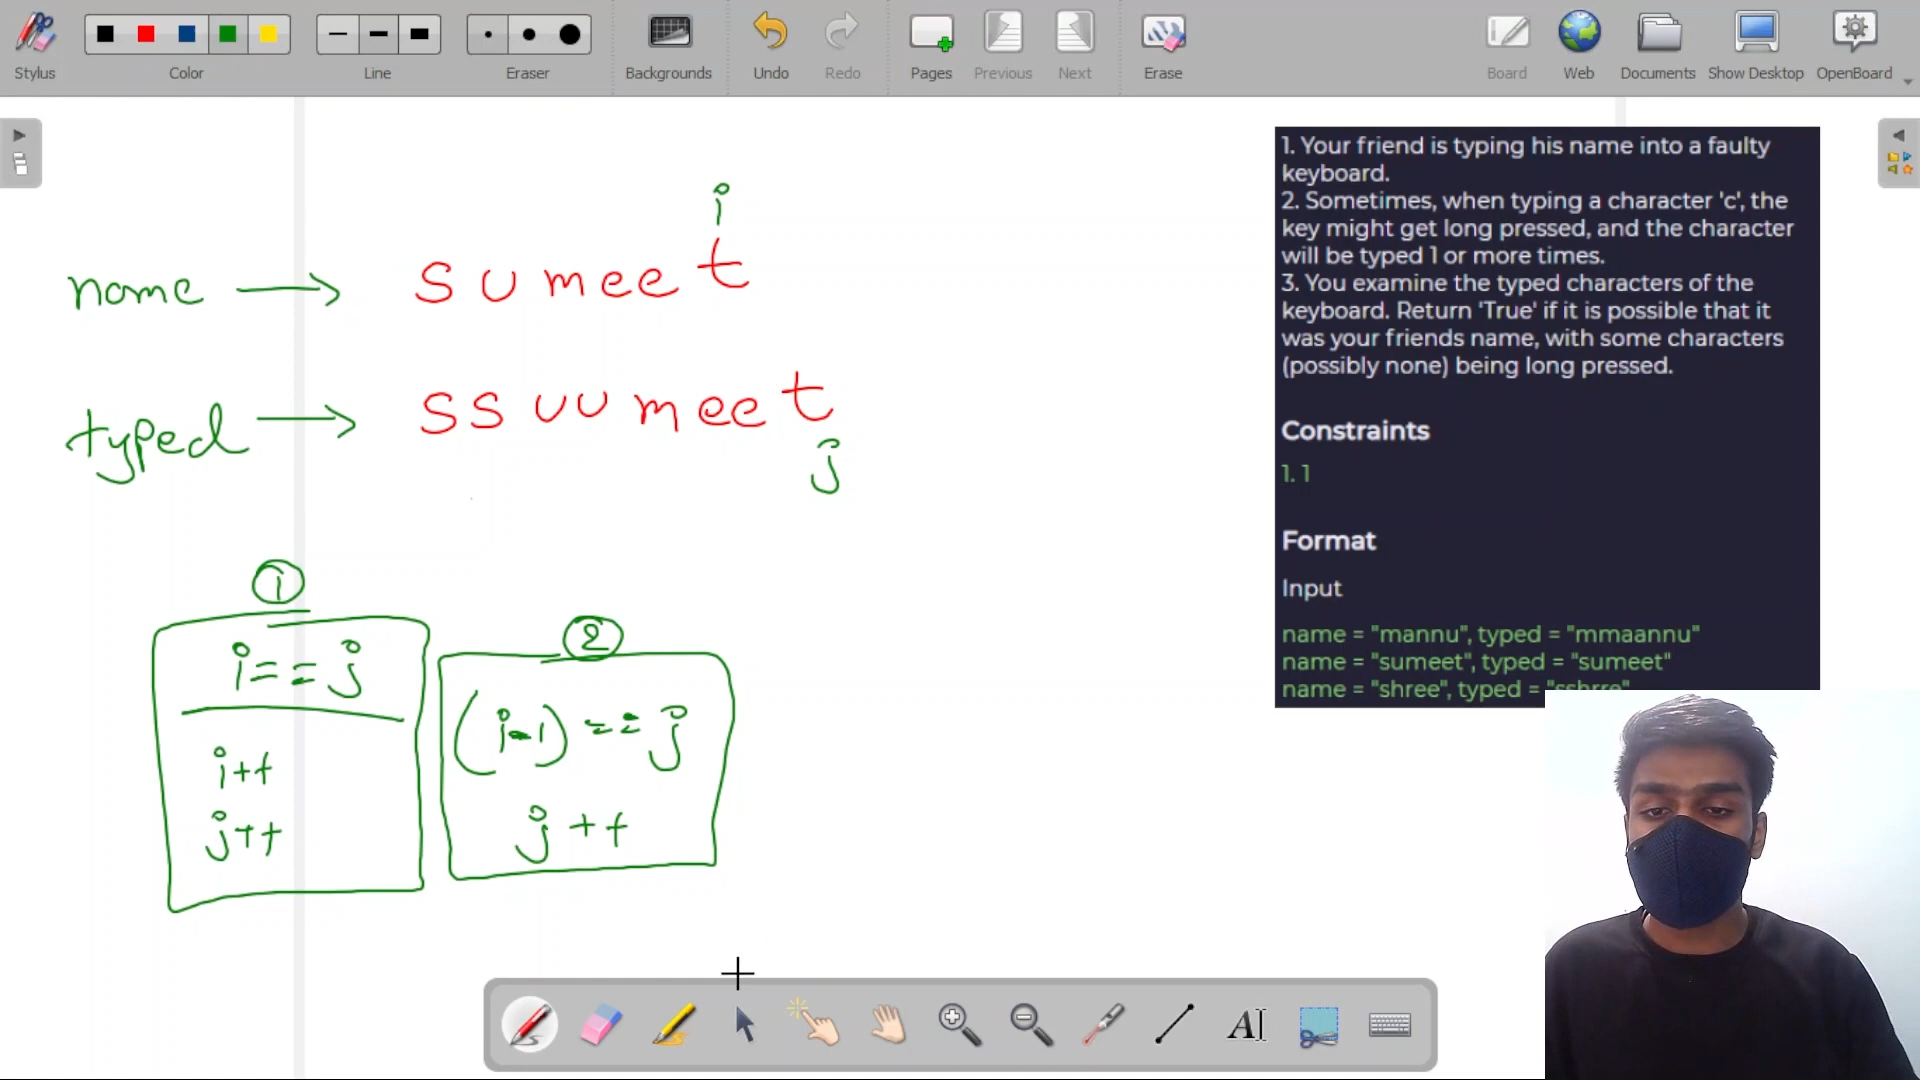 Stylus
Color
Line
Eraser
Backgrounds
Undo
Redo
Pages
Previous
Next
Erase
Board
Web
Documents
Show Desktop
OpenBoard
i
name → sumeet
typed → ssuumeet
j
1
i==j
i++
j++
2
(i-1)==j
j++
1. Your friend is typing his name into a faulty
keyboard.
2. Sometimes, when typing a character 'c', the
key might get long pressed, and the character
will be typed 1 or more times.
3. You examine the typed characters of the
keyboard. Return 'True' if it is possible that it
was your friends name, with some characters
(possibly none) being long pressed.
Constraints
1. 1
Format
Input
name = "mannu", typed = "mmaannu"
name = "sumeet", typed = "sumeet"
name = "shree", typed = "sshrre"
AI